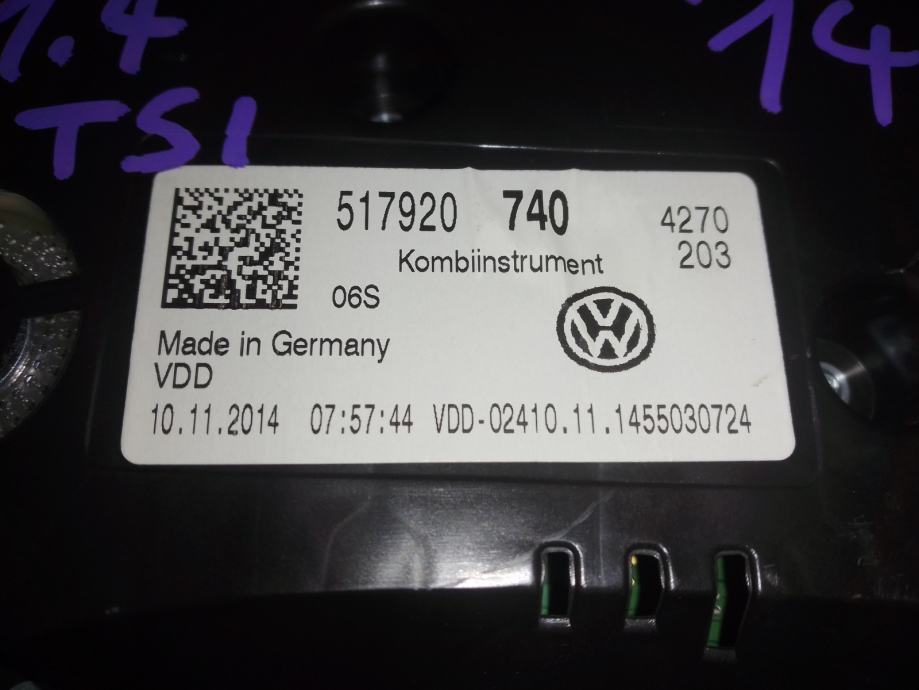 1.4
'14
TSI
517920 740 4270
Kombiinstrument 203
06S
VW
Made in Germany
VDD
10.11.2014 07:57:44 VDD-02410.11.1455030724